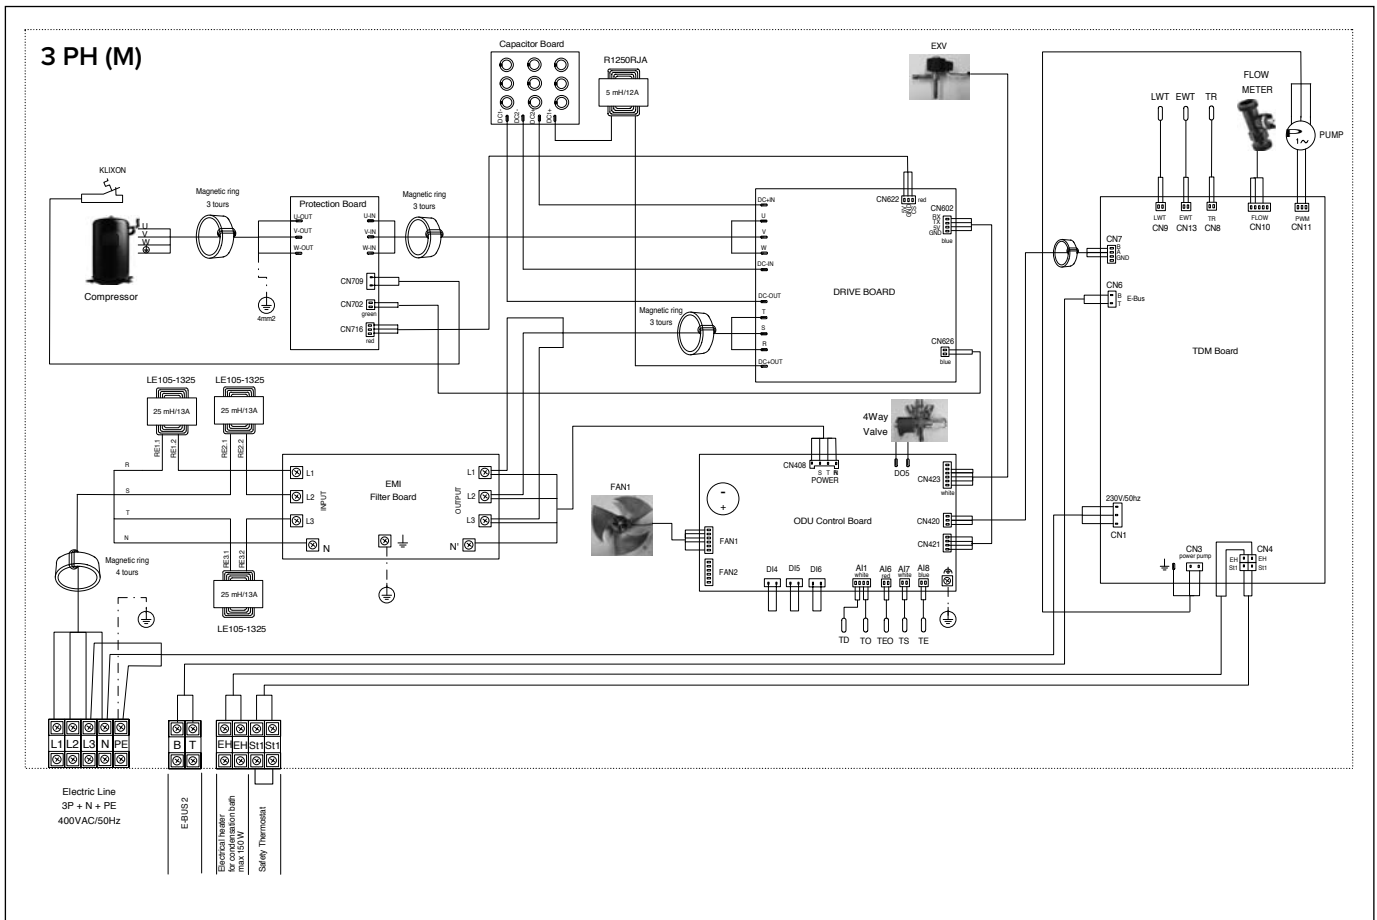 3 PH (M)
Capacitor Board
DC1-
DC2-
DC2+
DC1+
R1250RJA
5 mH/12A
EXV
FLOW
METER
LWT
EWT
TR
PUMP
1~
KLIXON
Magnetic ring
3 tours
U
V
W
Compressor
Protection Board
U-OUT
V-OUT
W-OUT
U-IN
V-IN
W-IN
CN709
CN702
green
CN716
red
4mm2
Magnetic ring
3 tours
Magnetic ring
3 tours
DC+IN
U
V
W
DC-IN
DC-OUT
T
S
R
DC+OUT
DRIVE BOARD
CN622
red
5V
GND
CN602
RX
TX
5V
GND
blue
CN626
blue
LWT
CN9
EWT
CN13
TR
CN8
FLOW
CN10
PWM
CN11
CN7
B
A
GND
CN6
B
T
E-Bus
TDM Board
230V/50hz
CN1
CN3
power pump
CN4
EH
EH
St1
St1
LE105-1325
25 mH/13A
LE105-1325
25 mH/13A
RE1.1
RE1.2
RE2.1
RE2.2
R
S
T
N
RE3.1
RE3.2
25 mH/13A
LE105-1325
EMI
Filter Board
L1
L2
L3
N
INPUT
OUTPUT
L1
L2
L3
N'
Magnetic ring
4 tours
FAN1
4Way
Valve
CN408
S T N
POWER
DO5
CN423
white
ODU Control Board
-
+
CN420
CN421
FAN1
FAN2
DI4
DI5
DI6
AI1
white
AI6
red
AI7
white
AI8
blue
TD
TO
TEO
TS
TE
L1
L2
L3
N
PE
B
T
EH
EH
St1
St1
Electric Line
3P + N + PE
400VAC/50Hz
E-BUS 2
Electrical heater
for condensation bath
max 150 W
Safety Thermostat